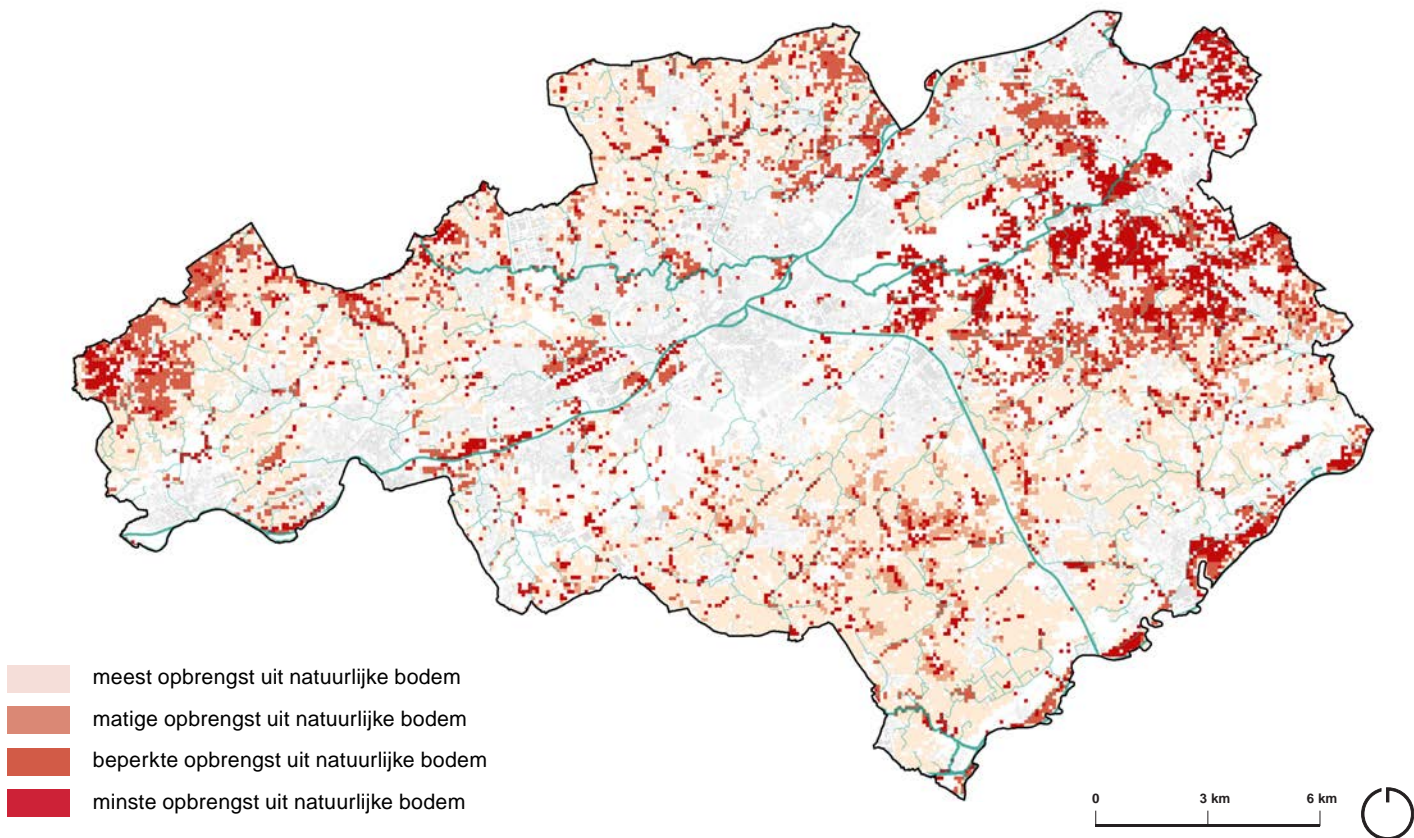 meest opbrengst uit natuurlijke bodem
matige opbrengst uit natuurlijke bodem
beperkte opbrengst uit natuurlijke bodem
minste opbrengst uit natuurlijke bodem
0 3 km 6 km